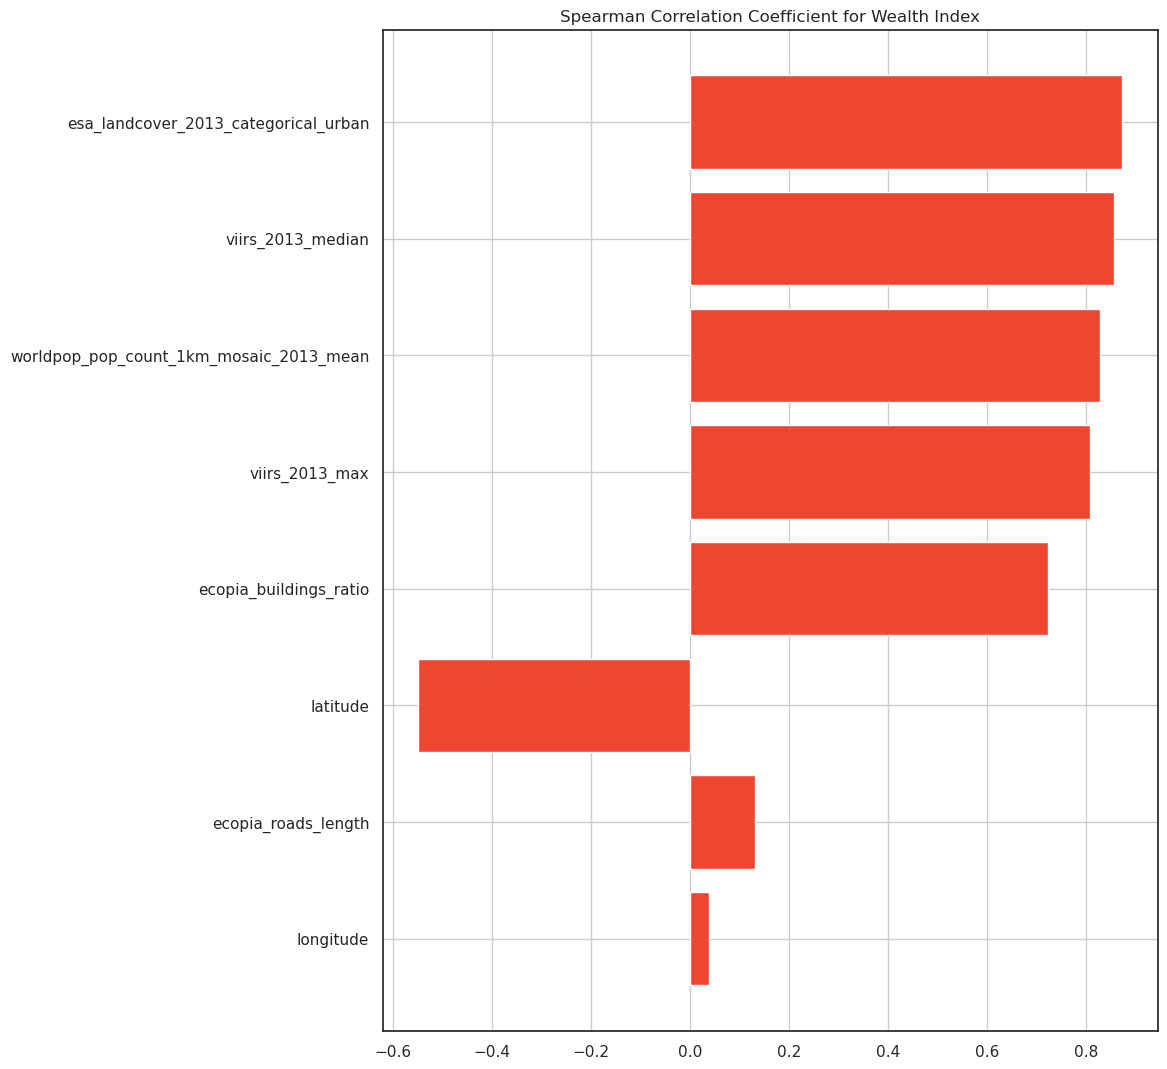 Spearman Correlation Coefficient for Wealth Index
esa_landcover_2013_categorical_urban
viirs_2013_median
worldpop_pop_count_1km_mosaic_2013_mean
viirs_2013_max
ecopia_buildings_ratio
latitude
ecopia_roads_length
longitude
−0.6 −0.4 −0.2 0.0 0.2 0.4 0.6 0.8